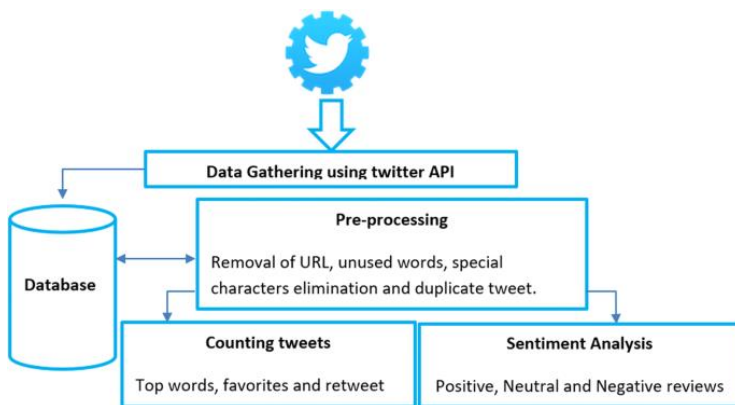 Data Gathering using twitter API
Pre-processing
Removal of URL, unused words, special
characters elimination and duplicate tweet.
Database
Counting tweets
Top words, favorites and retweet
Sentiment Analysis
Positive, Neutral and Negative reviews